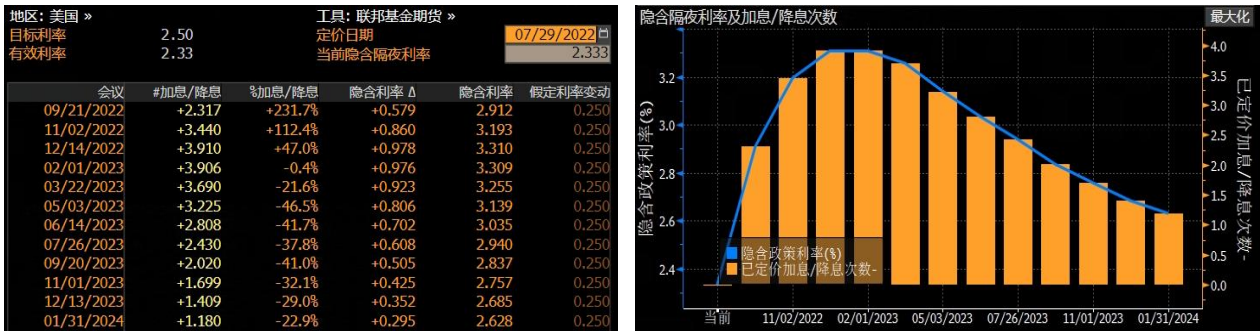 地区: 美国 » 工具: 联邦基金期货 »
目标利率 2.50 定价日期 07/29/2022
有效利率 2.33 当前隐含隔夜利率 2.333
会议 #加息/降息 %加息/降息 隐含利率 Δ 隐含利率 假定利率变动
09/21/2022 +2.317 +231.7% +0.579 2.912 0.250
11/02/2022 +3.440 +112.4% +0.860 3.193 0.250
12/14/2022 +3.910 +47.0% +0.978 3.310 0.250
02/01/2023 +3.906 -0.4% +0.976 3.309 0.250
03/22/2023 +3.690 -21.6% +0.923 3.255 0.250
05/03/2023 +3.225 -46.5% +0.806 3.139 0.250
06/14/2023 +2.808 -41.7% +0.702 3.035 0.250
07/26/2023 +2.430 -37.8% +0.608 2.940 0.250
09/20/2023 +2.020 -41.0% +0.505 2.837 0.250
11/01/2023 +1.699 -32.1% +0.425 2.757 0.250
12/13/2023 +1.409 -29.0% +0.352 2.685 0.250
01/31/2024 +1.180 -22.9% +0.295 2.628 0.250
隐含隔夜利率及加息/降息次数 最大化
隐含政策利率(%)
3.2
3.0
2.8
2.6
2.4
4.0
3.5
3.0
2.5
2.0
1.5
1.0
0.5
0.0
已定价加息/降息次数-
隐含政策利率(%)
已定价加息/降息次数-
当前 11/02/2022 02/01/2023 05/03/2023 07/26/2023 11/01/2023 01/31/2024